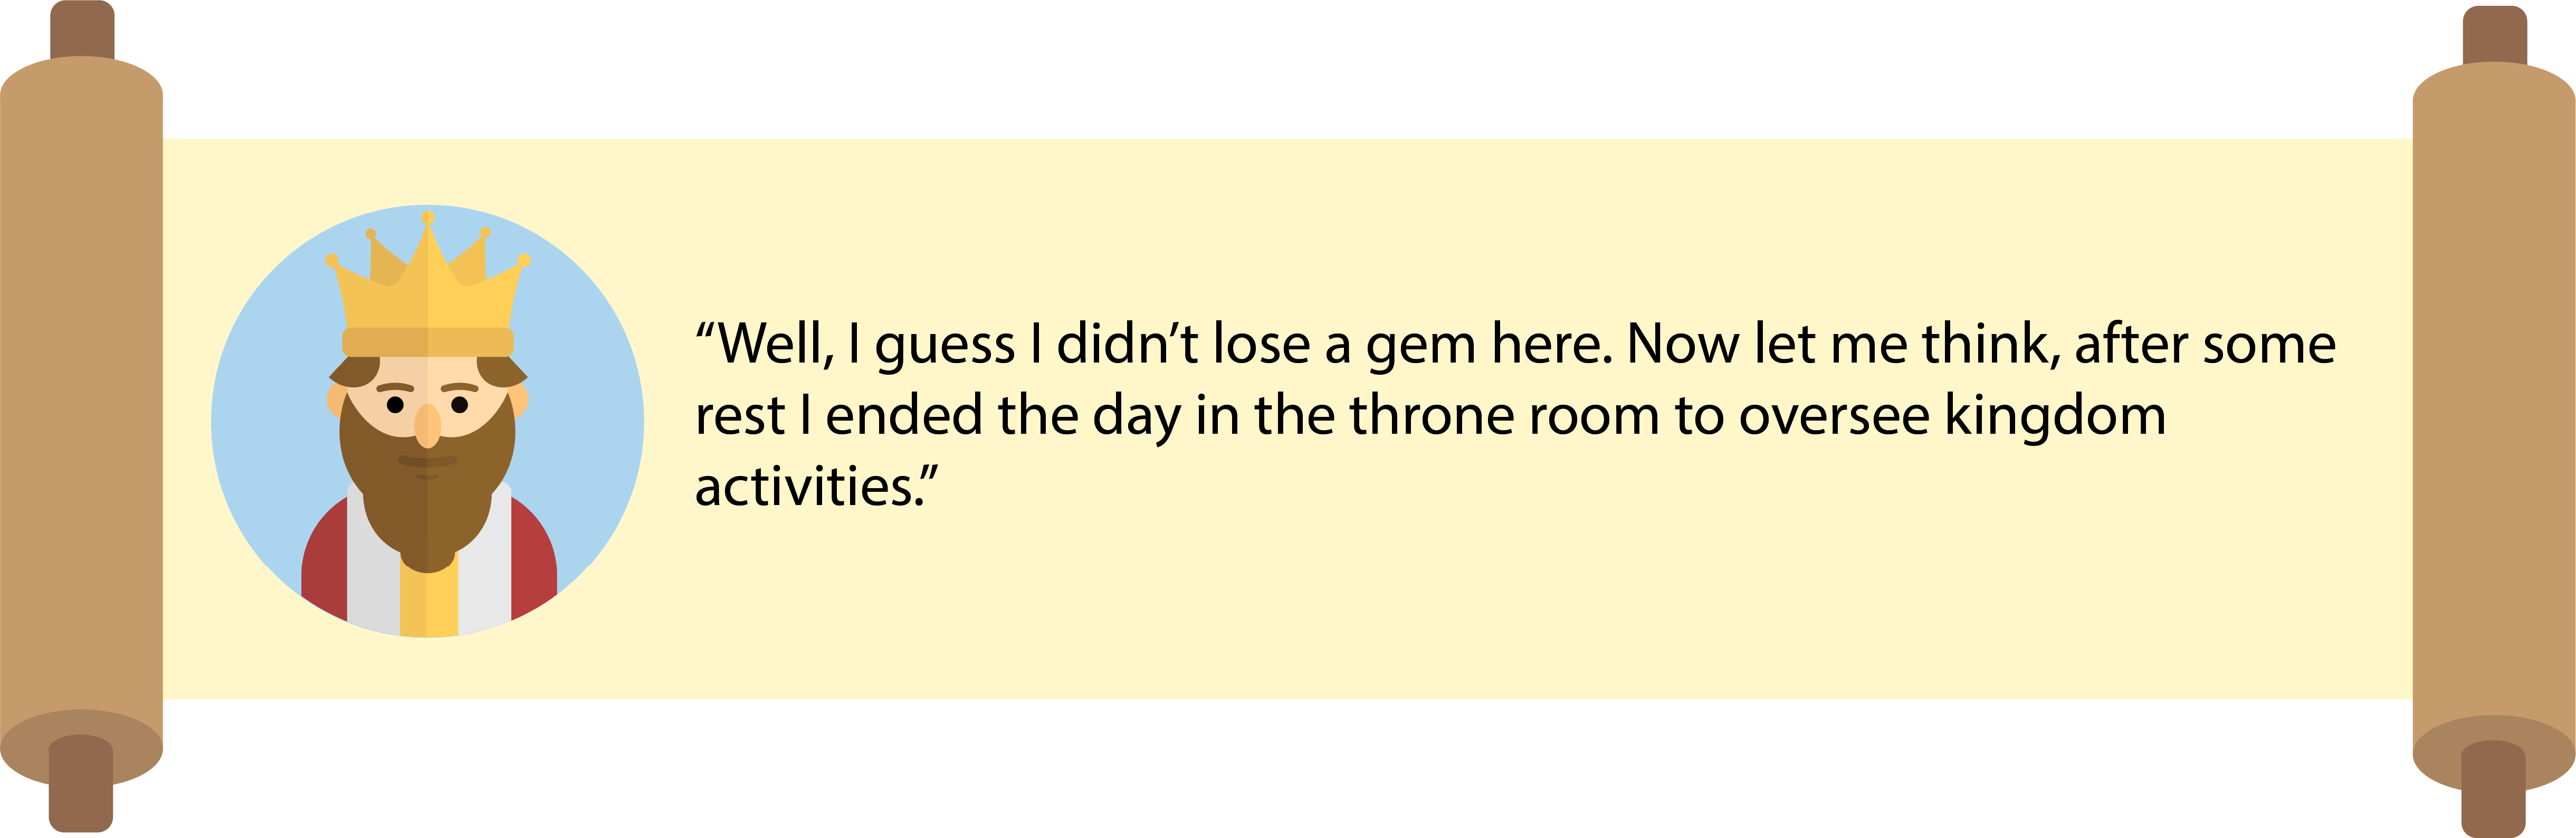 “Well, I guess I didn’t lose a gem here. Now let me think, after some
rest I ended the day in the throne room to oversee kingdom
activities.”